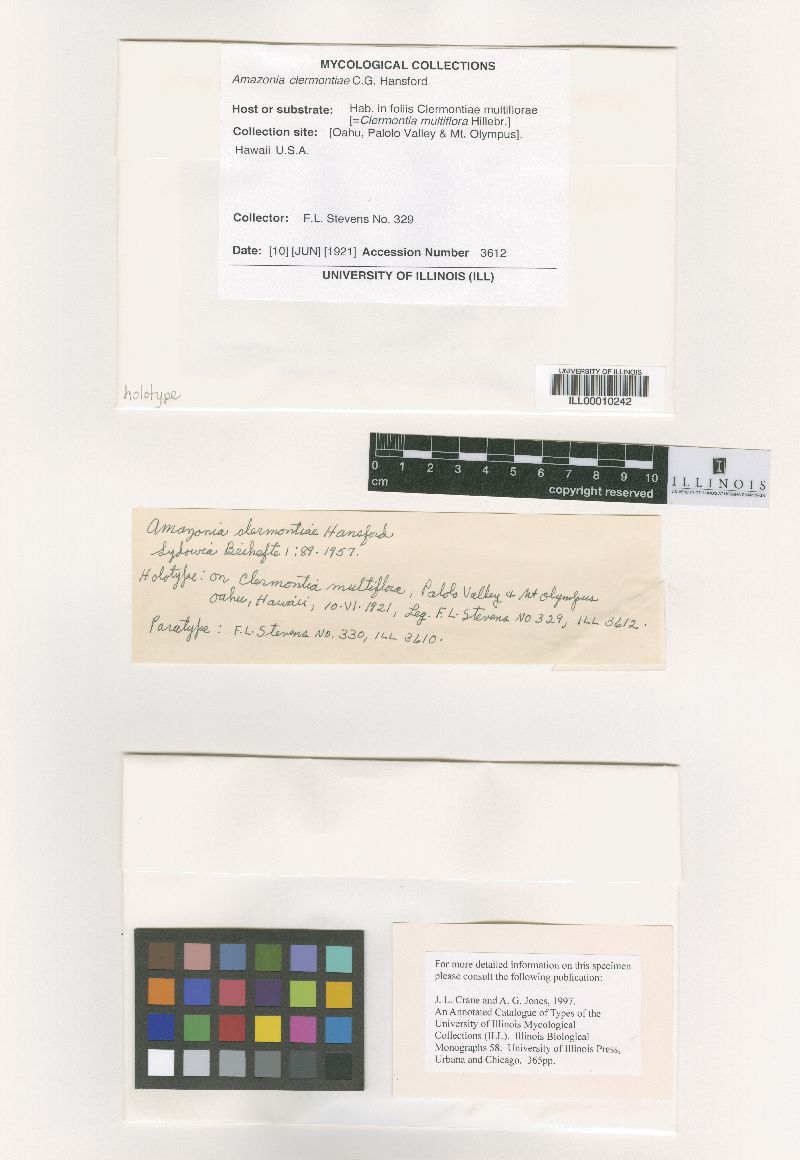 MYCOLOGICAL COLLECTIONS
Amazonia clermontiae C.G. Hansford
Host or substrate: Hab. in foliis Clermontiae multiflorae
[=Clermontia multiflora Hillebr.]
Collection site: [Oahu, Palolo Valley & Mt. Olympus].
Hawaii U.S.A.
Collector: F.L. Stevens No. 329
Date: [10] [JUN] [1921] Accession Number 3612
UNIVERSITY OF ILLINOIS (ILL)
holotype
UNIVERSITY OF ILLINOIS
ILL00010242
0 1 2 3 4 5 6 7 8 9 10
cm
copyright reserved
I
ILLINOIS
UNIVERSITY OF ILLINOIS AT URBANA-CHAMPAIGN
Amazonia clermontiae Hansford
Sydowia Beihefte 1:89. 1957.
Holotype: on Clermontia multiflora, Palolo Valley & Mt Olympus
Oahu, Hawaii, 10.VI.1921, Leg. F.L. Stevens No 329, ILL 3612.
Paratype: F.L. Stevens No. 330, ILL 3610.
For more detailed information on this specimen
please consult the following publication:
J. L. Crane and A. G. Jones, 1997.
An Annotated Catalogue of Types of the
University of Illinois Mycological
Collections (ILL). Illinois Biological
Monographs 58. University of Illinois Press,
Urbana and Chicago. 365pp.